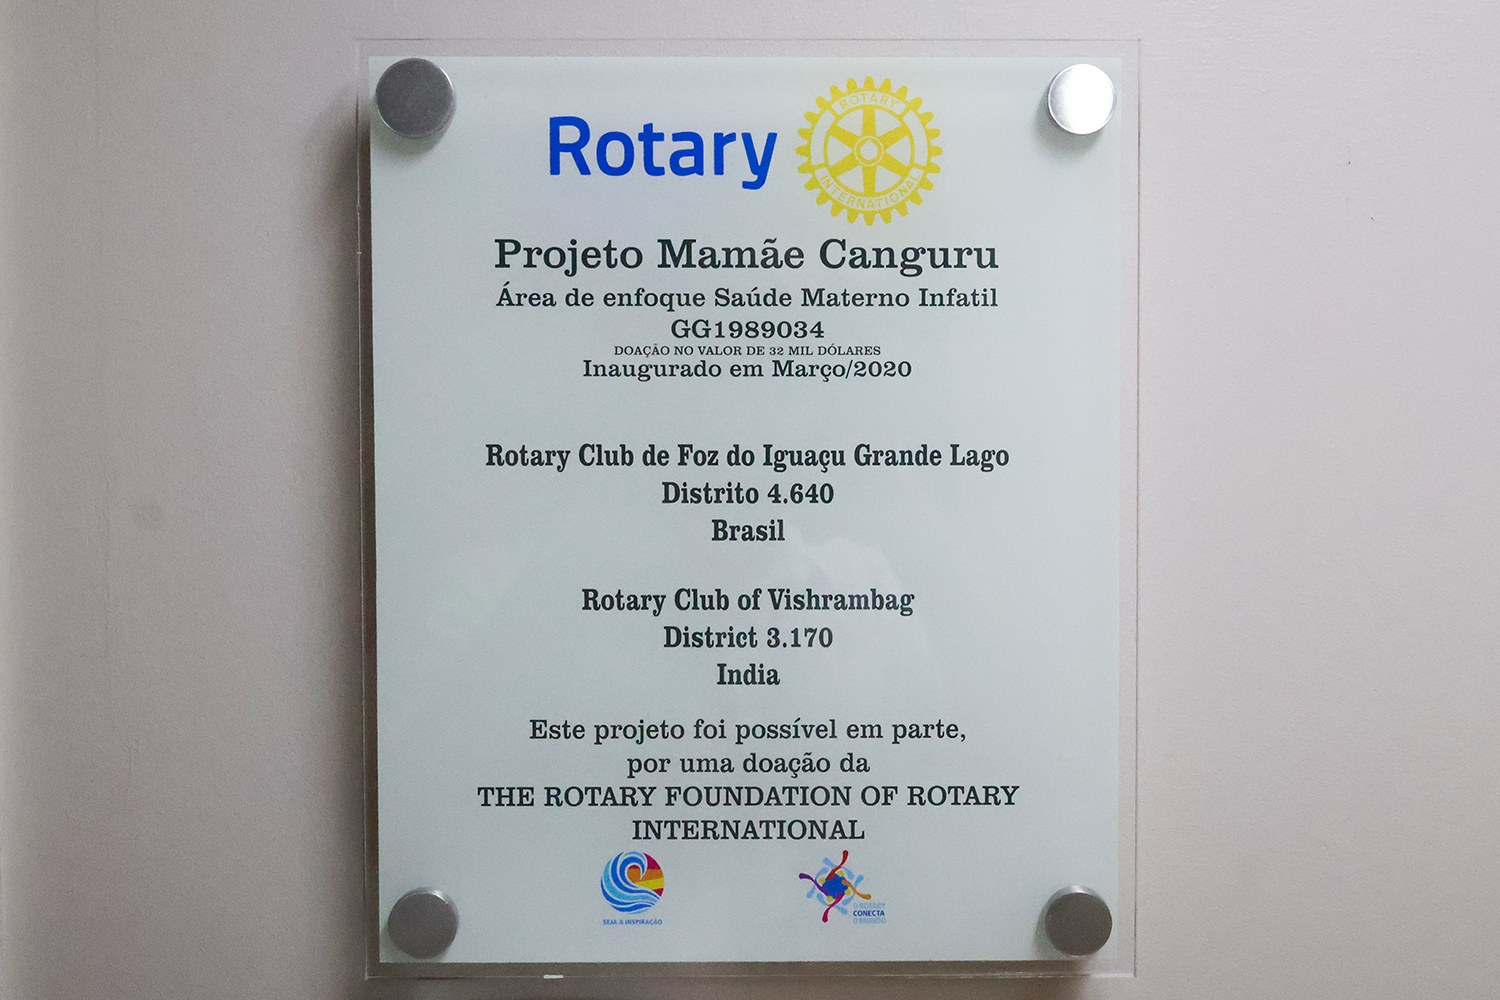 Rotary
ROTARY
INTERNATIONAL
Projeto Mamãe Canguru
Área de enfoque Saúde Materno Infatil
GG1989034
DOAÇÃO NO VALOR DE 32 MIL DÓLARES
Inaugurado em Março/2020
Rotary Club de Foz do Iguaçu Grande Lago
Distrito 4.640
Brasil
Rotary Club of Vishrambag
District 3.170
India
Este projeto foi possível em parte,
por uma doação da
THE ROTARY FOUNDATION OF ROTARY
INTERNATIONAL
SEJA A INSPIRAÇÃO
O ROTARY
CONECTA
O MUNDO